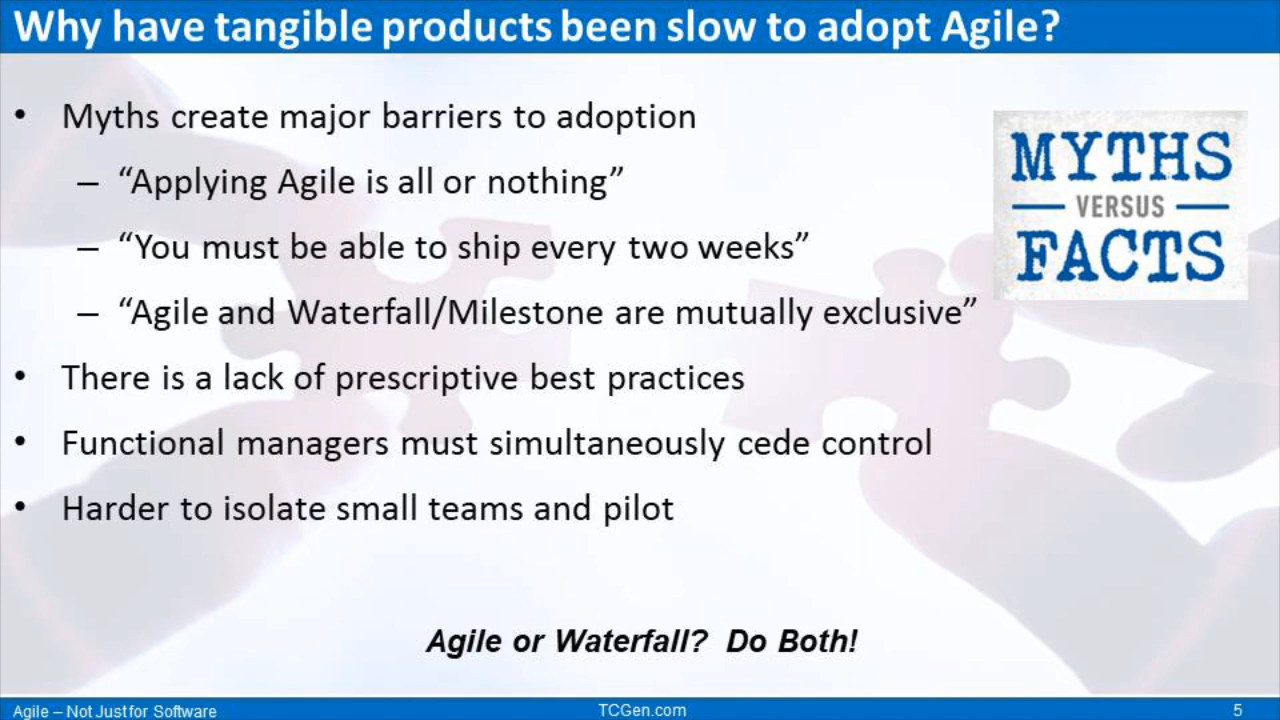 Why have tangible products been slow to adopt Agile?
• Myths create major barriers to adoption
– “Applying Agile is all or nothing”
– “You must be able to ship every two weeks”
– “Agile and Waterfall/Milestone are mutually exclusive”
• There is a lack of prescriptive best practices
• Functional managers must simultaneously cede control
• Harder to isolate small teams and pilot
MYTHS
VERSUS
FACTS
Agile or Waterfall? Do Both!
Agile – Not Just for Software
TCGen.com
5